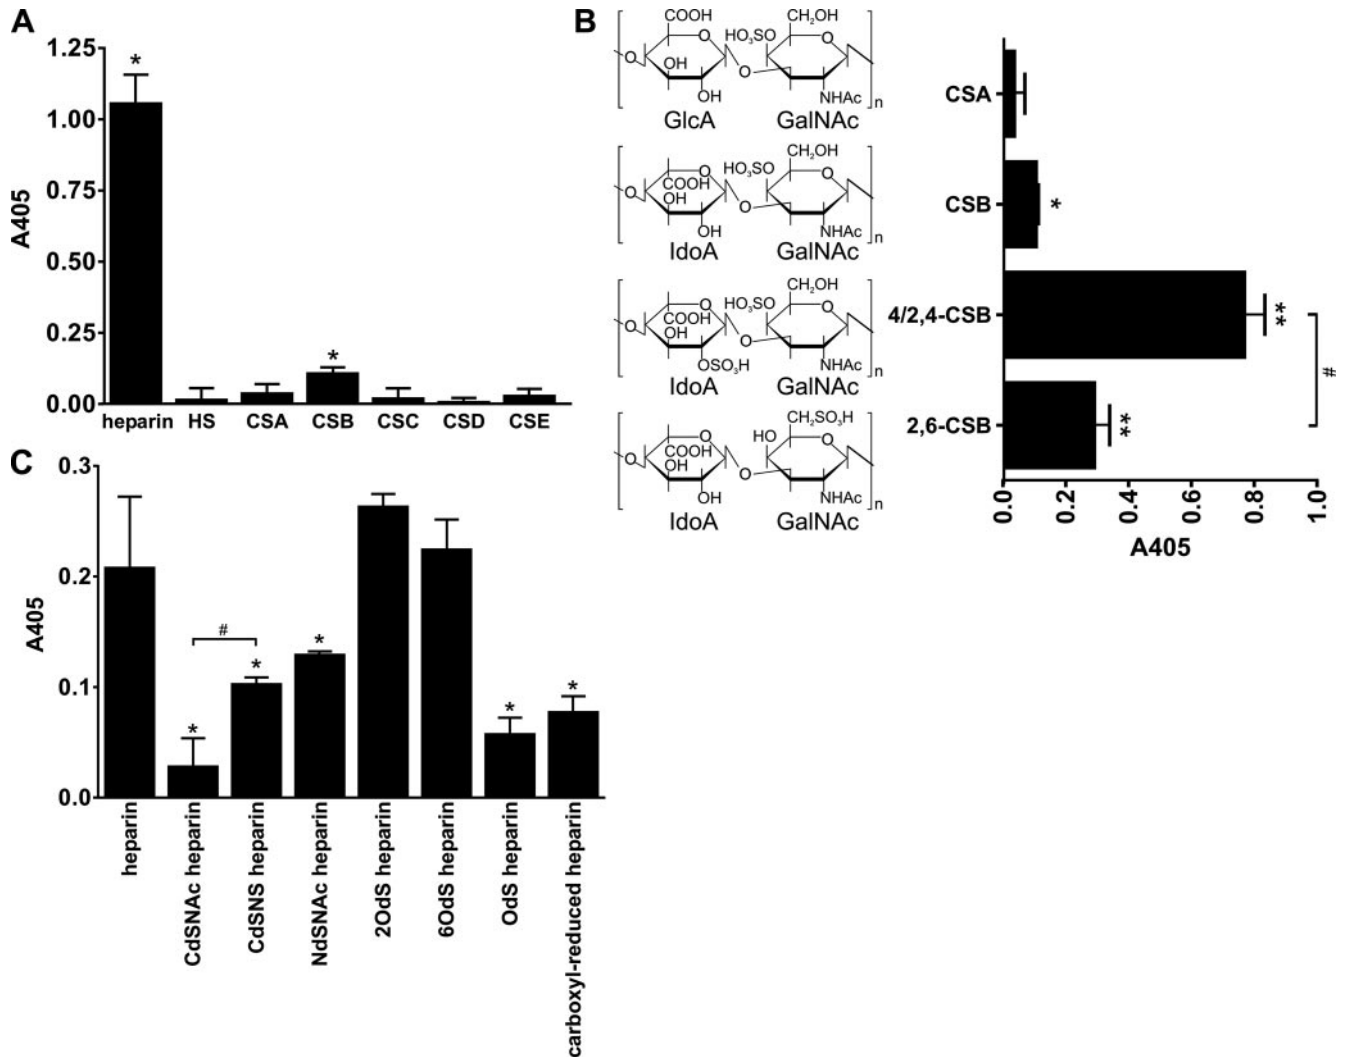 A
1.25
1.00
0.75
0.50
0.25
0.00
A405
*
*
heparin HS CSA CSB CSC CSD CSE
B
COOH CH2OH
HO3SO
O O O O
OH
OH NHAc n
GlcA GalNAc
CH2OH
HO3SO
O O O O
COOH
OH
OH NHAc n
IdoA GalNAc
CH2OH
HO3SO
O O O O
COOH
OH
OSO3H NHAc n
IdoA GalNAc
CH2SO3H
HO
O O O O
COOH
OH
OH NHAc n
IdoA GalNAc
CSA
CSB *
4/2,4-CSB **
#
2,6-CSB **
0.0 0.2 0.4 0.6 0.8 1.0
A405
C
0.3
0.2
0.1
0.0
A405
#
* * * * *
heparin
CdSNAc heparin
CdSNS heparin
NdSNAc heparin
2OdS heparin
6OdS heparin
OdS heparin
carboxyl-reduced heparin